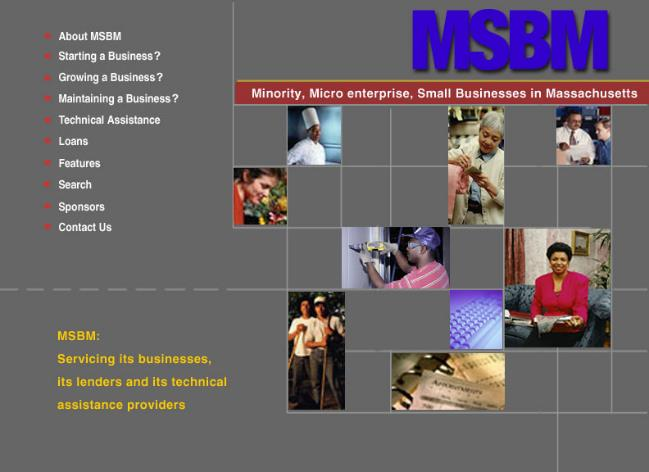 About MSBM
Starting a Business?
Growing a Business?
Maintaining a Business?
Technical Assistance
Loans
Features
Search
Sponsors
Contact Us
MSBM
Minority, Micro enterprise, Small Businesses in Massachusetts
MSBM:
Servicing its businesses,
its lenders and its technical
assistance providers